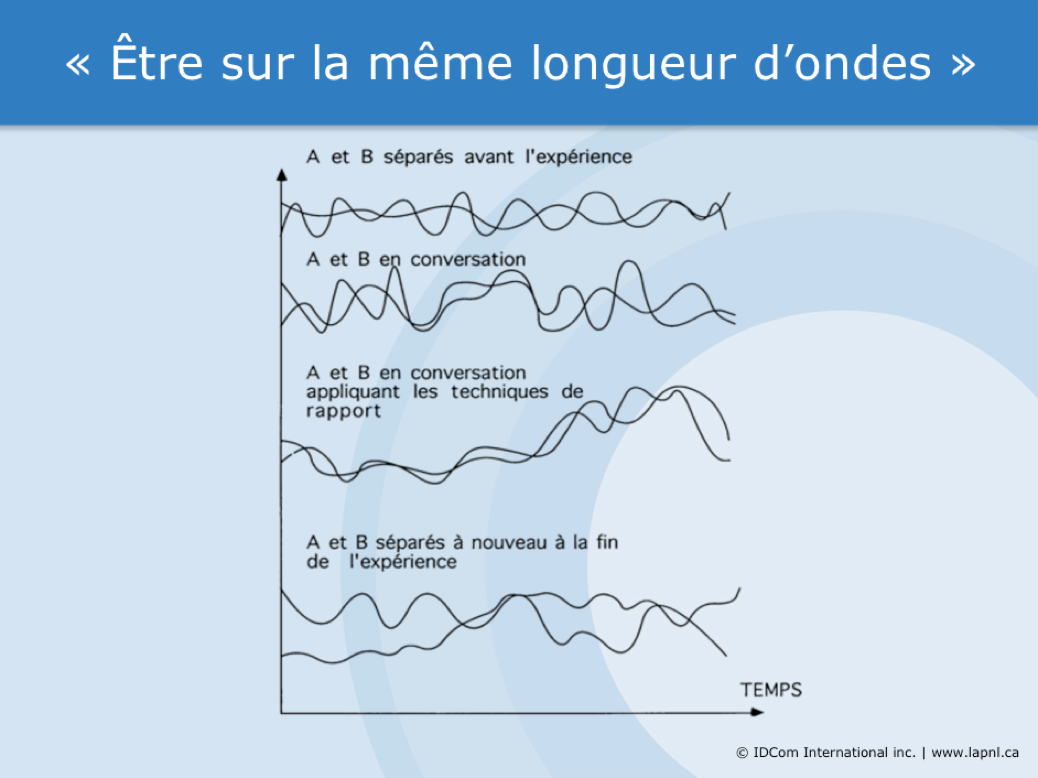 « Être sur la même longueur d’ondes »
A et B séparés avant l'expérience
A et B en conversation
A et B en conversation
appliquant les techniques de
rapport
A et B séparés à nouveau à la fin
de l'expérience
TEMPS
© IDCom International inc. | www.lapnl.ca